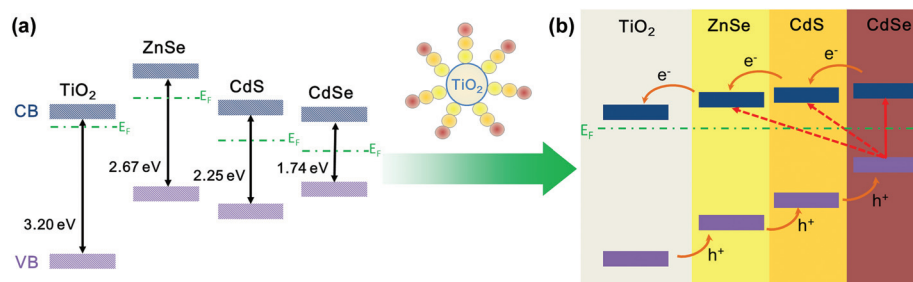 (a)
ZnSe
TiO2
CdS
CdSe
CB
EF
EF
EF
EF
2.67 eV
2.25 eV
1.74 eV
3.20 eV
VB
TiO2
(b)
TiO2
ZnSe
CdS
CdSe
e-
e-
e-
EF
h+
h+
h+